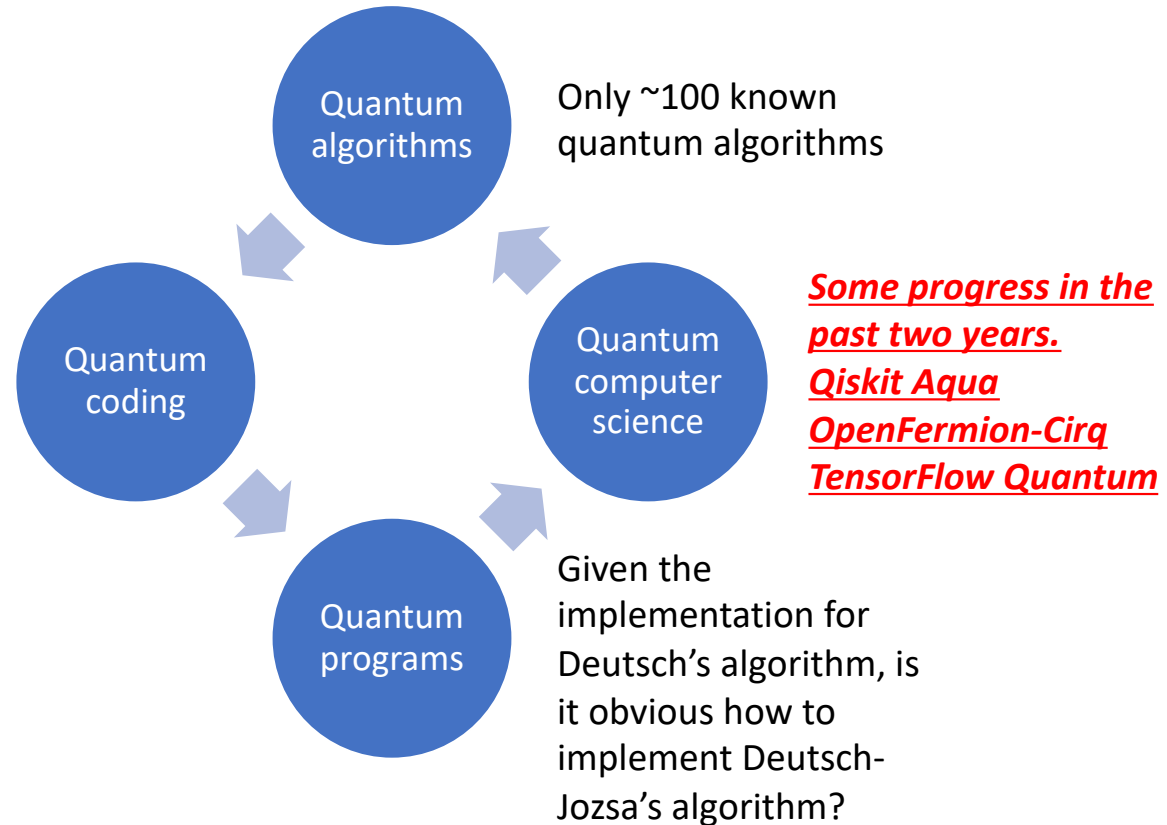 Quantum
algorithms
Only ~100 known
quantum algorithms
Quantum
coding
Quantum
computer
science
Some progress in the
past two years.
Qiskit Aqua
OpenFermion-Cirq
TensorFlow Quantum
Quantum
programs
Given the
implementation for
Deutsch’s algorithm, is
it obvious how to
implement Deutsch-
Jozsa’s algorithm?